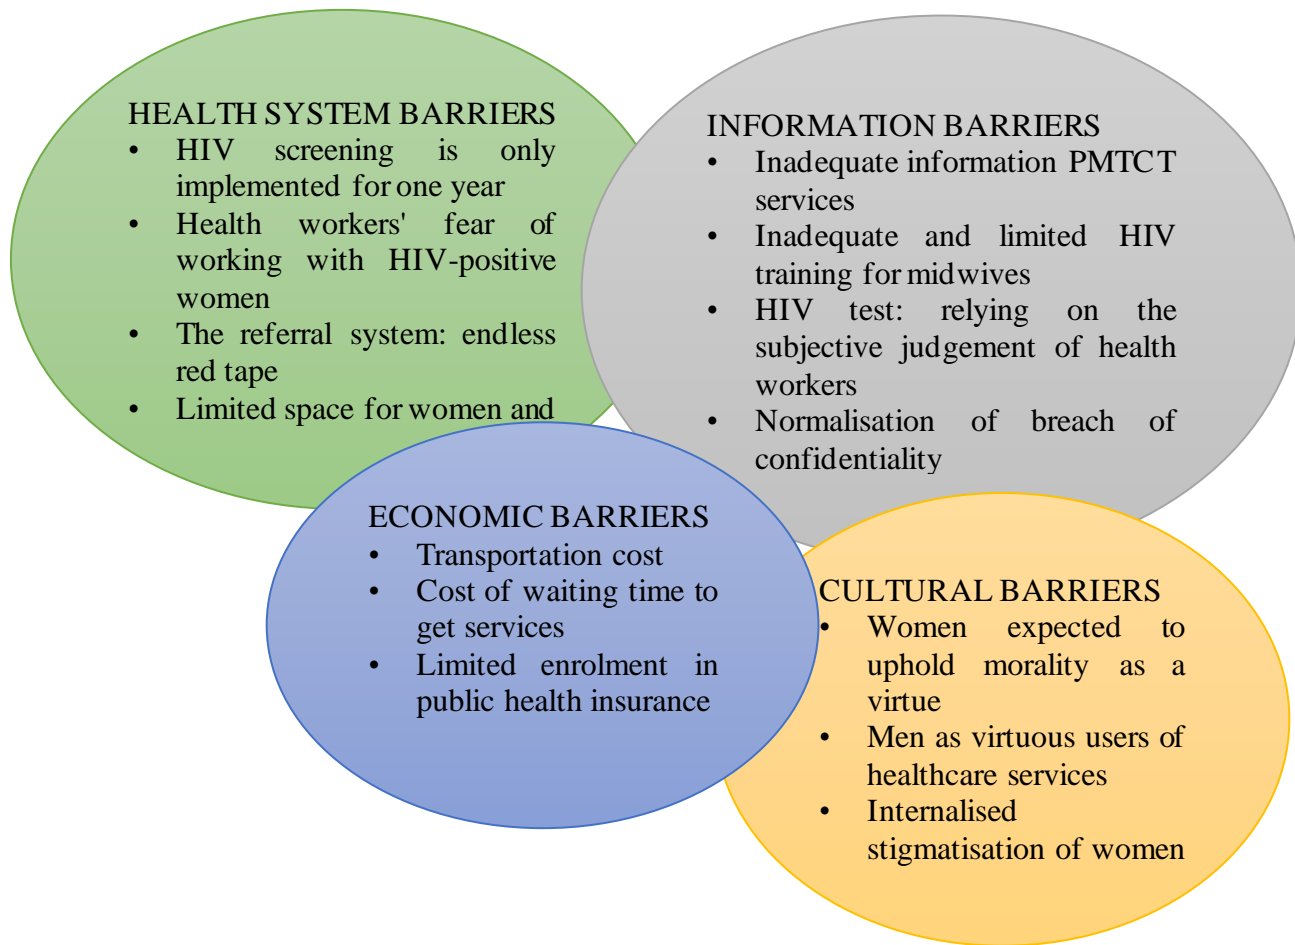 HEALTH SYSTEM BARRIERS
• HIV screening is only
implemented for one year
• Health workers' fear of
working with HIV-positive
women
• The referral system: endless
red tape
• Limited space for women and
INFORMATION BARRIERS
• Inadequate information PMTCT
services
• Inadequate and limited HIV
training for midwives
• HIV test: relying on the
subjective judgement of health
workers
• Normalisation of breach of
confidentiality
ECONOMIC BARRIERS
• Transportation cost
• Cost of waiting time to
get services
• Limited enrolment in
public health insurance
CULTURAL BARRIERS
• Women expected to
uphold morality as a
virtue
• Men as virtuous users of
healthcare services
• Internalised
stigmatisation of women